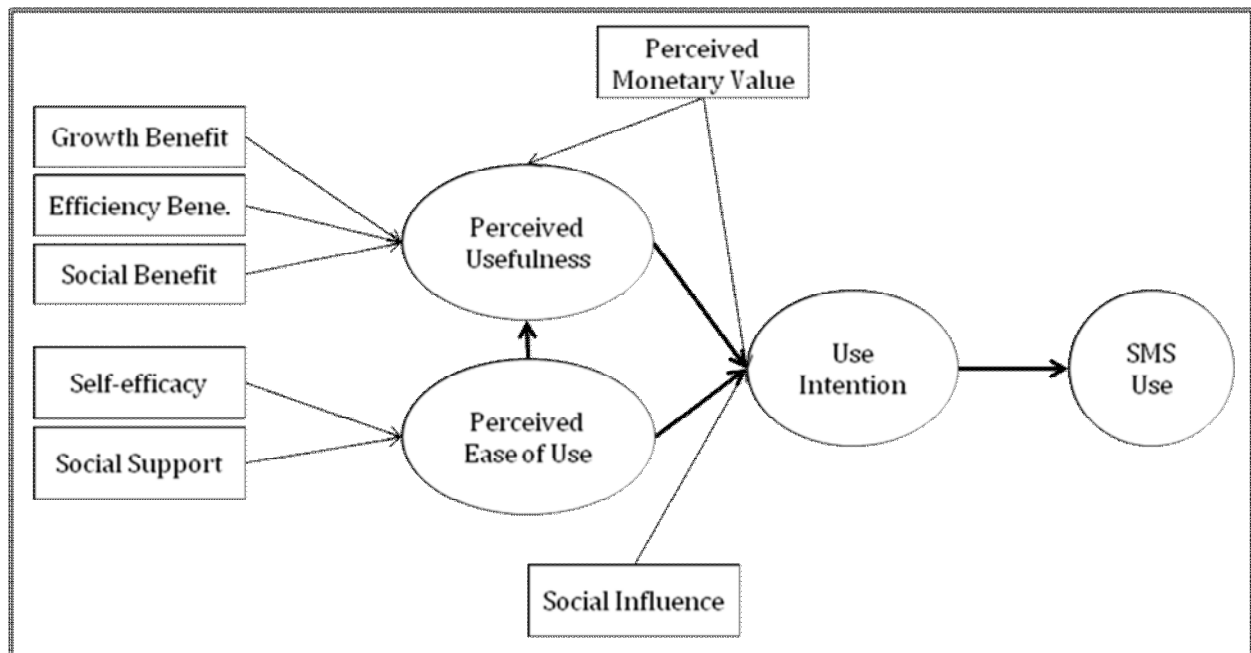 Perceived
Monetary Value
Growth Benefit
Efficiency Bene.
Social Benefit
Perceived
Usefulness
Self-efficacy
Social Support
Perceived
Ease of Use
Use
Intention
SMS
Use
Social Influence